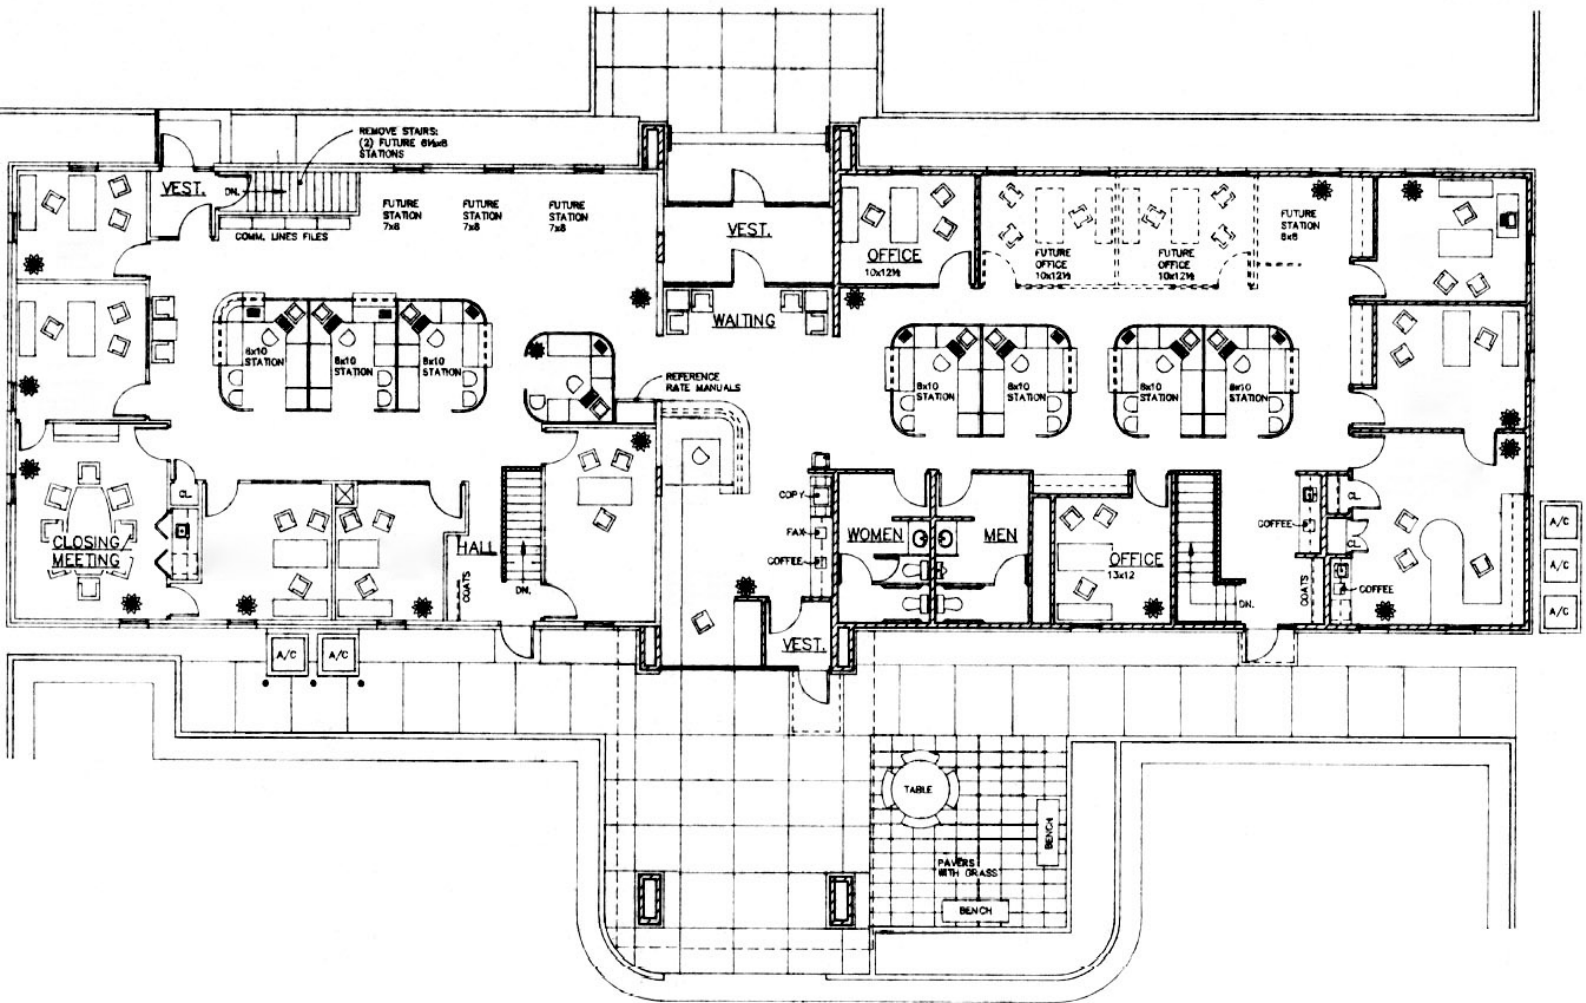 REMOVE STAIRS:
(2) FUTURE 6½x8
STATIONS
VEST.
DN.
COMM. LINES FILES
FUTURE
STATION
7x8
FUTURE
STATION
7x8
FUTURE
STATION
7x8
VEST.
OFFICE
10x12½
FUTURE
OFFICE
10x12½
FUTURE
OFFICE
10x12½
FUTURE
STATION
8x8
WAITING
8x10
STATION
8x10
STATION
8x10
STATION
REFERENCE
RATE MANUALS
8x10
STATION
8x10
STATION
8x10
STATION
8x10
STATION
CL.
CLOSING/
MEETING
HALL
COATS
DN.
COPY
FAX
COFFEE
WOMEN
MEN
OFFICE
13x12
COFFEE
CL.
CL.
COFFEE
COATS
DN.
VEST.
A/C
A/C
A/C
A/C
A/C
TABLE
BENCH
PAVERS
WITH GRASS
BENCH